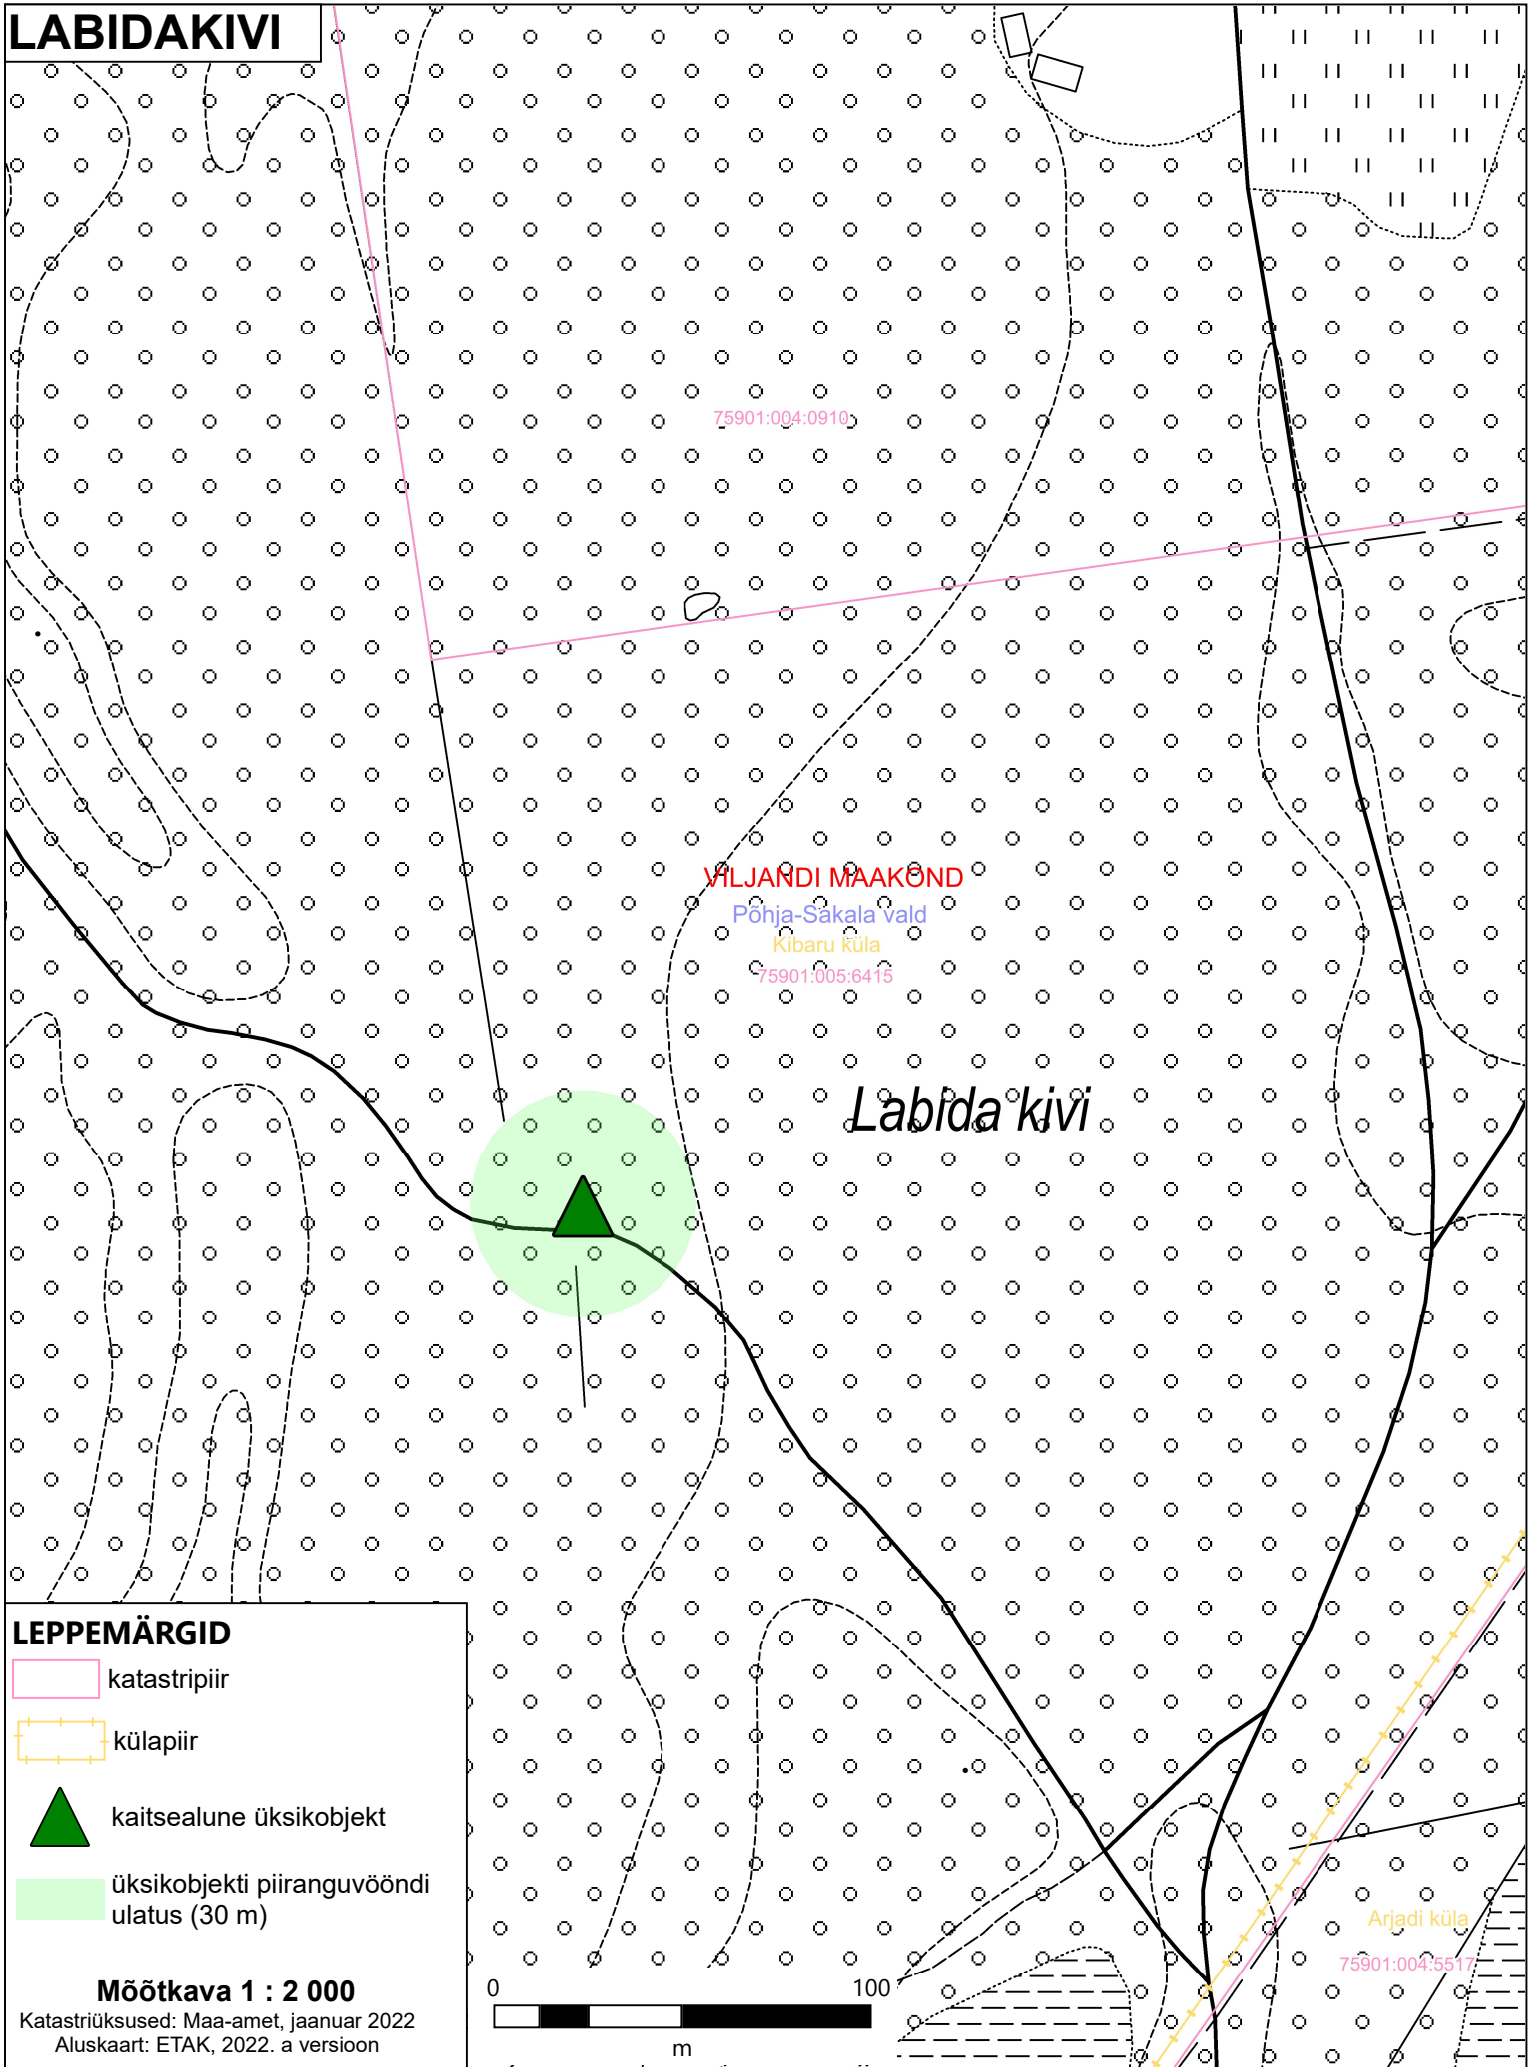 LABIDAKIVI
75901:004:0910
VILJANDI MAAKOND
Põhja-Sakala vald
Kibaru küla
75901:005:6415
Labida kivi
LEPPEMÄRGID
katastripiir
külapiir
kaitsealune üksikobjekt
üksikobjekti piiranguvööndi
ulatus (30 m)
Mõõtkava 1 : 2 000
Katastriüksused: Maa-amet, jaanuar 2022
Aluskaart: ETAK, 2022. a versioon
0 100
m
Arjadi küla
75901:004:5517